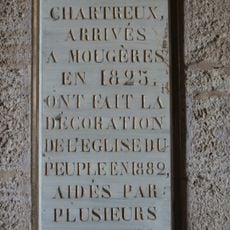 CHARTREUX,
ARRIVÉS
A MOUGÈRES
EN 1825.
ONT FAIT LA
DÉCORATION
DE L'EGLISE DU
PEUPLE EN 1882,
AIDÉS PAR
PLUSIEURS